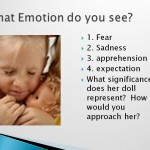 hat Emotion do you see?
1. Fear
2. Sadness
3. apprehension
4. expectation
What significance
does her doll
represent? How
would you
approach her?